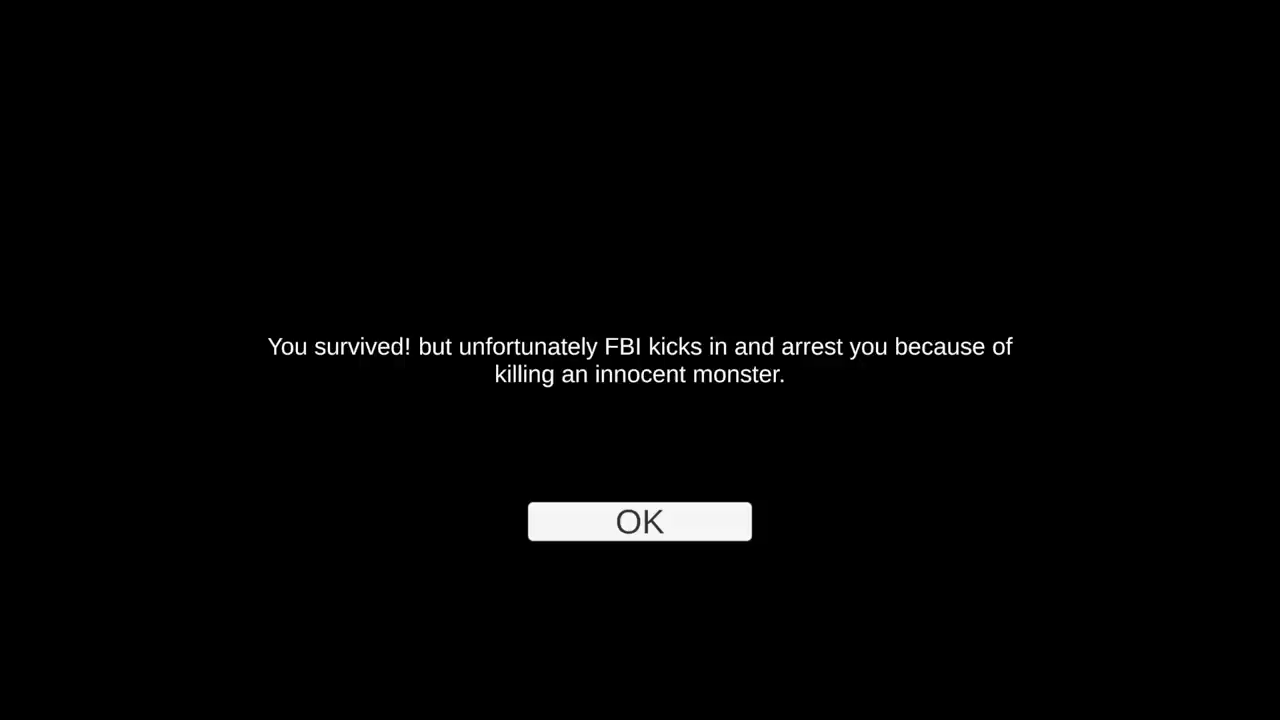 You survived! but unfortunately FBI kicks in and arrest you because of
killing an innocent monster.
OK